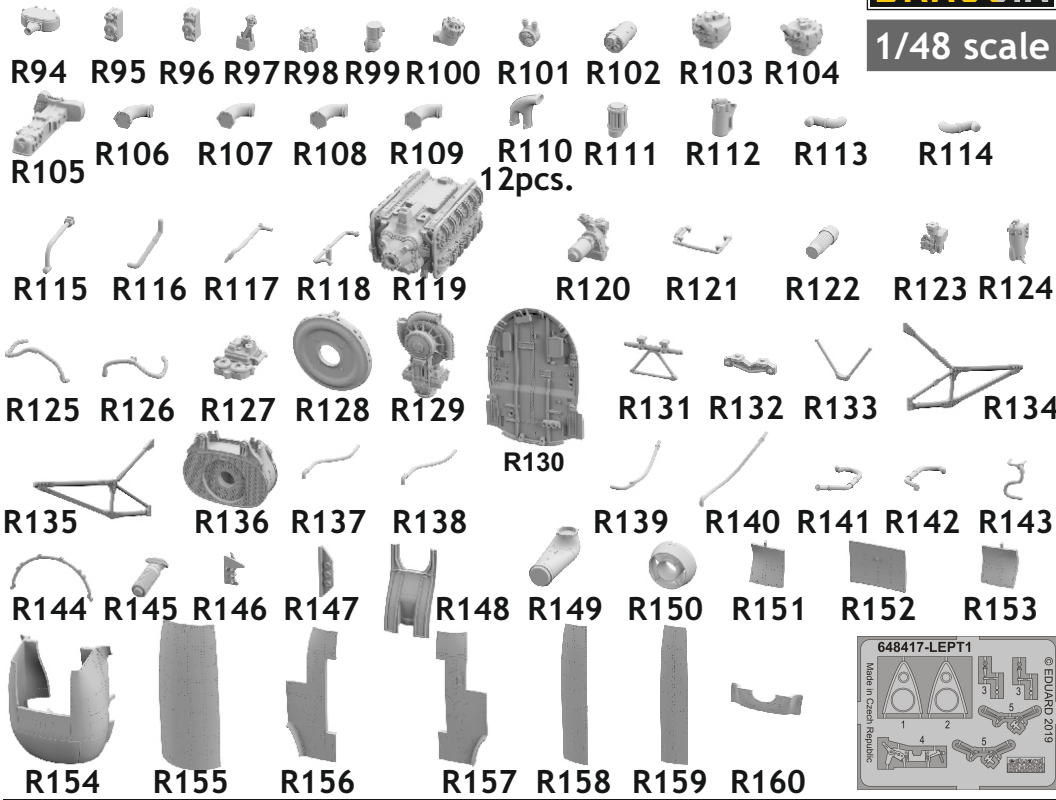 1/48 scale
R94 R95 R96 R97 R98 R99 R100 R101 R102 R103 R104
R105 R106 R107 R108 R109 R110 R111 R112 R113 R114
12pcs.
R115 R116 R117 R118 R119 R120 R121 R122 R123 R124
R125 R126 R127 R128 R129 R130 R131 R132 R133 R134
R135 R136 R137 R138 R139 R140 R141 R142 R143
R144 R145 R146 R147 R148 R149 R150 R151 R152 R153
R154 R155 R156 R157 R158 R159 R160
648417-LEPT1
Made in Czech Republic
© EDUARD 2019
1 2 3 3
5
4 5